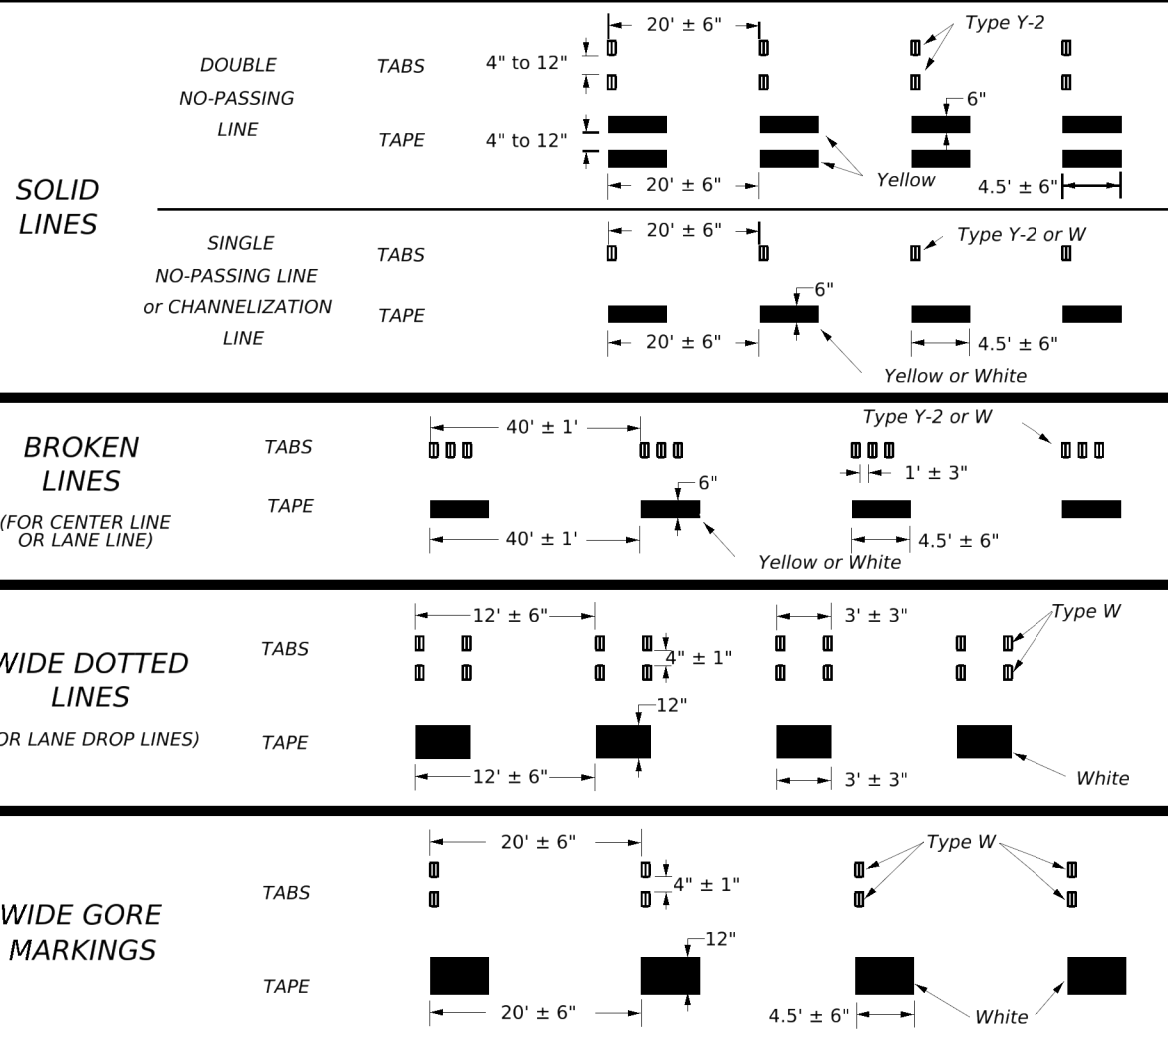 SOLID
LINES
DOUBLE
NO-PASSING
LINE
TABS
4" to 12"
20' ± 6"
Type Y-2
TAPE
4" to 12"
6"
Yellow
20' ± 6"
4.5' ± 6"
SINGLE
NO-PASSING LINE
or CHANNELIZATION
LINE
TABS
20' ± 6"
Type Y-2 or W
TAPE
6"
20' ± 6"
4.5' ± 6"
Yellow or White
BROKEN
LINES
(FOR CENTER LINE
OR LANE LINE)
TABS
40' ± 1'
Type Y-2 or W
1' ± 3"
TAPE
6"
40' ± 1'
4.5' ± 6"
Yellow or White
WIDE DOTTED
LINES
OR LANE DROP LINES)
TABS
12' ± 6"
3' ± 3"
Type W
4" ± 1"
TAPE
12"
12' ± 6"
3' ± 3"
White
WIDE GORE
MARKINGS
TABS
20' ± 6"
Type W
4" ± 1"
TAPE
12"
20' ± 6"
4.5' ± 6"
White